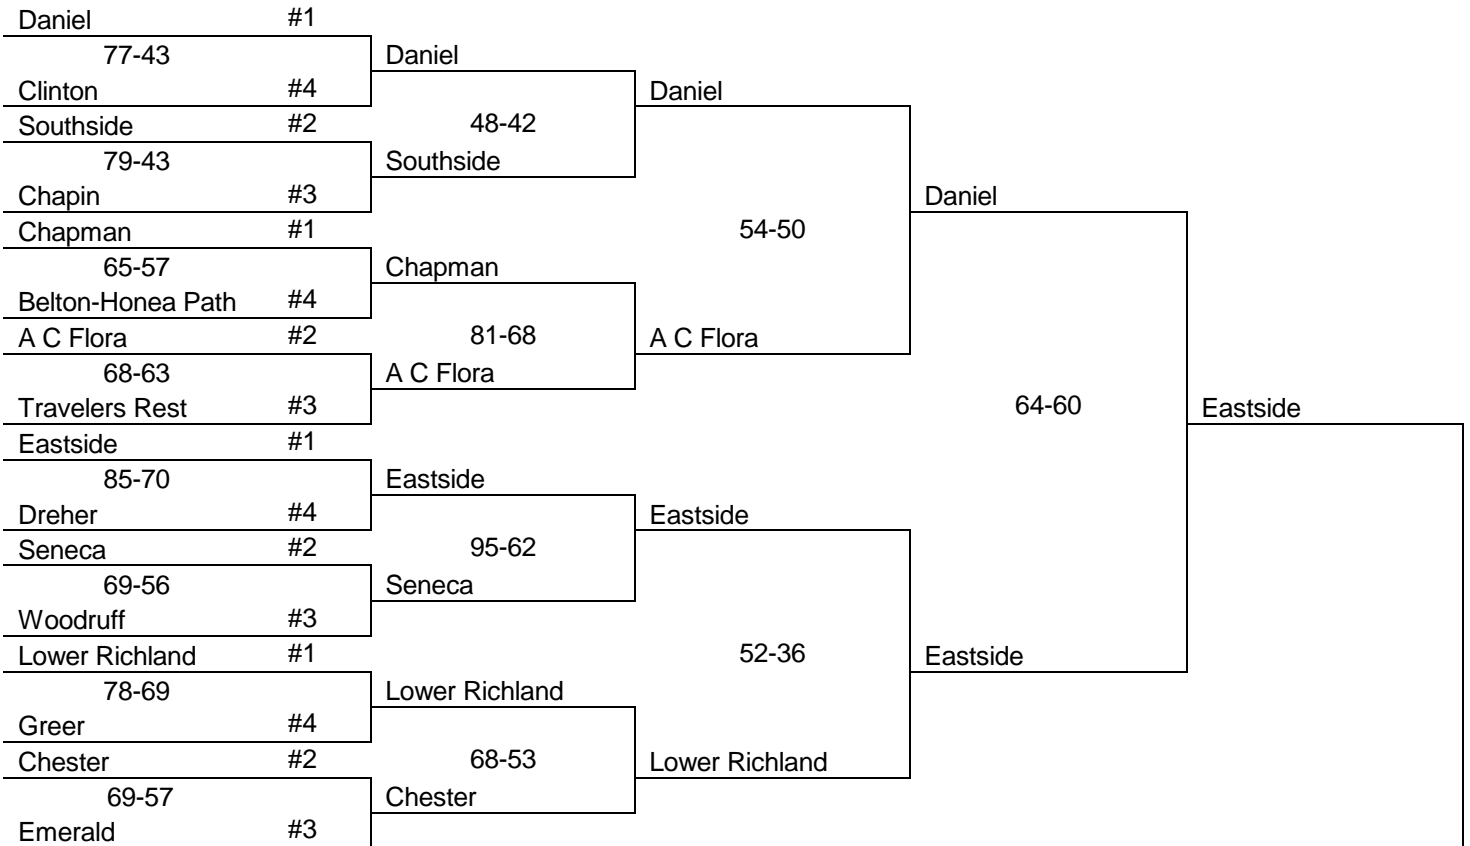 Daniel #1
77-43 Daniel
Clinton #4 Daniel
Southside #2 48-42
79-43 Southside
Chapin #3 Daniel
Chapman #1 54-50
65-57 Chapman
Belton-Honea Path #4
A C Flora #2 81-68 A C Flora
68-63 A C Flora
Travelers Rest #3 64-60 Eastside
Eastside #1
85-70 Eastside
Dreher #4 Eastside
Seneca #2 95-62
69-56 Seneca
Woodruff #3
Lower Richland #1 52-36 Eastside
78-69 Lower Richland
Greer #4
Chester #2 68-53 Lower Richland
69-57 Chester
Emerald #3